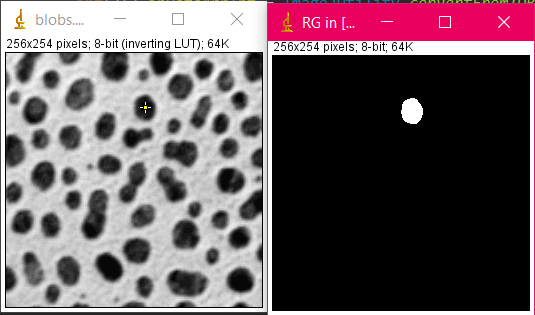 blobs....
RG in [...
256x254 pixels; 8-bit (inverting LUT); 64K
256x254 pixels; 8-bit; 64K